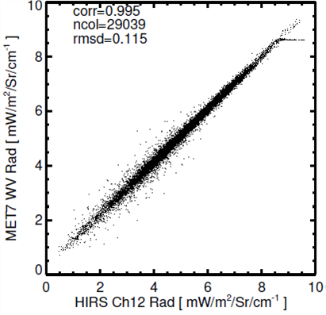 corr=0.995
ncol=29039
rmsd=0.115
10
8
6
4
2
0
MET7 WV Rad [ mW/m²/Sr/cm⁻¹ ]
0 2 4 6 8 10
HIRS Ch12 Rad [ mW/m²/Sr/cm⁻¹ ]